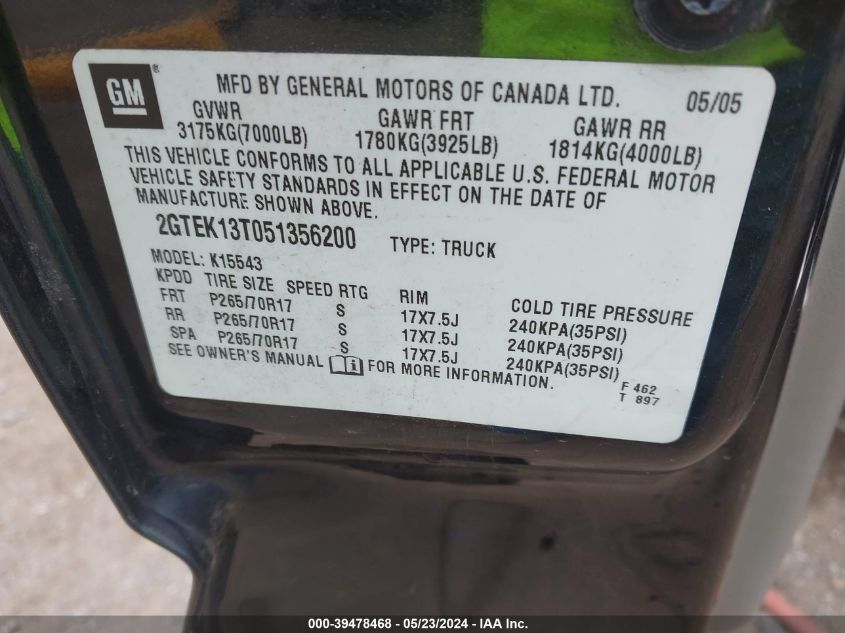 GM ® MFD BY GENERAL MOTORS OF CANADA LTD. 05/05
GVWR GAWR FRT GAWR RR
3175KG(7000LB) 1780KG(3925LB) 1814KG(4000LB)
THIS VEHICLE CONFORMS TO ALL APPLICABLE U.S. FEDERAL MOTOR
VEHICLE SAFETY STANDARDS IN EFFECT ON THE DATE OF
MANUFACTURE SHOWN ABOVE.
2GTEK13T051356200 TYPE: TRUCK
MODEL: K15543
KPDD TIRE SIZE SPEED RTG RIM COLD TIRE PRESSURE
FRT P265/70R17 S 17X7.5J 240KPA(35PSI)
RR P265/70R17 S 17X7.5J 240KPA(35PSI)
SPA P265/70R17 S 17X7.5J 240KPA(35PSI)
SEE OWNER'S MANUAL i FOR MORE INFORMATION.
F 462
T 897
000-39478468 - 05/23/2024 - IAA Inc.